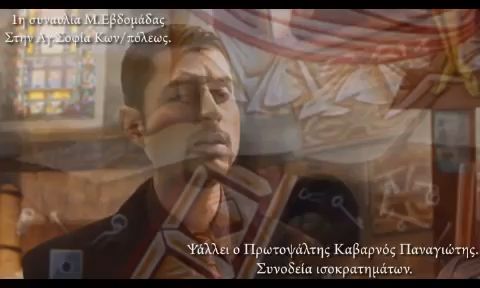 1η συναυλία Μ.Εβδομάδας
Στην Αγ Σοφία Κων/πόλεως.
Ψάλλει ο Πρωτοψάλτης Καβαρνός Παναγιώτης.
Συνοδεία ισοκρατημάτων.